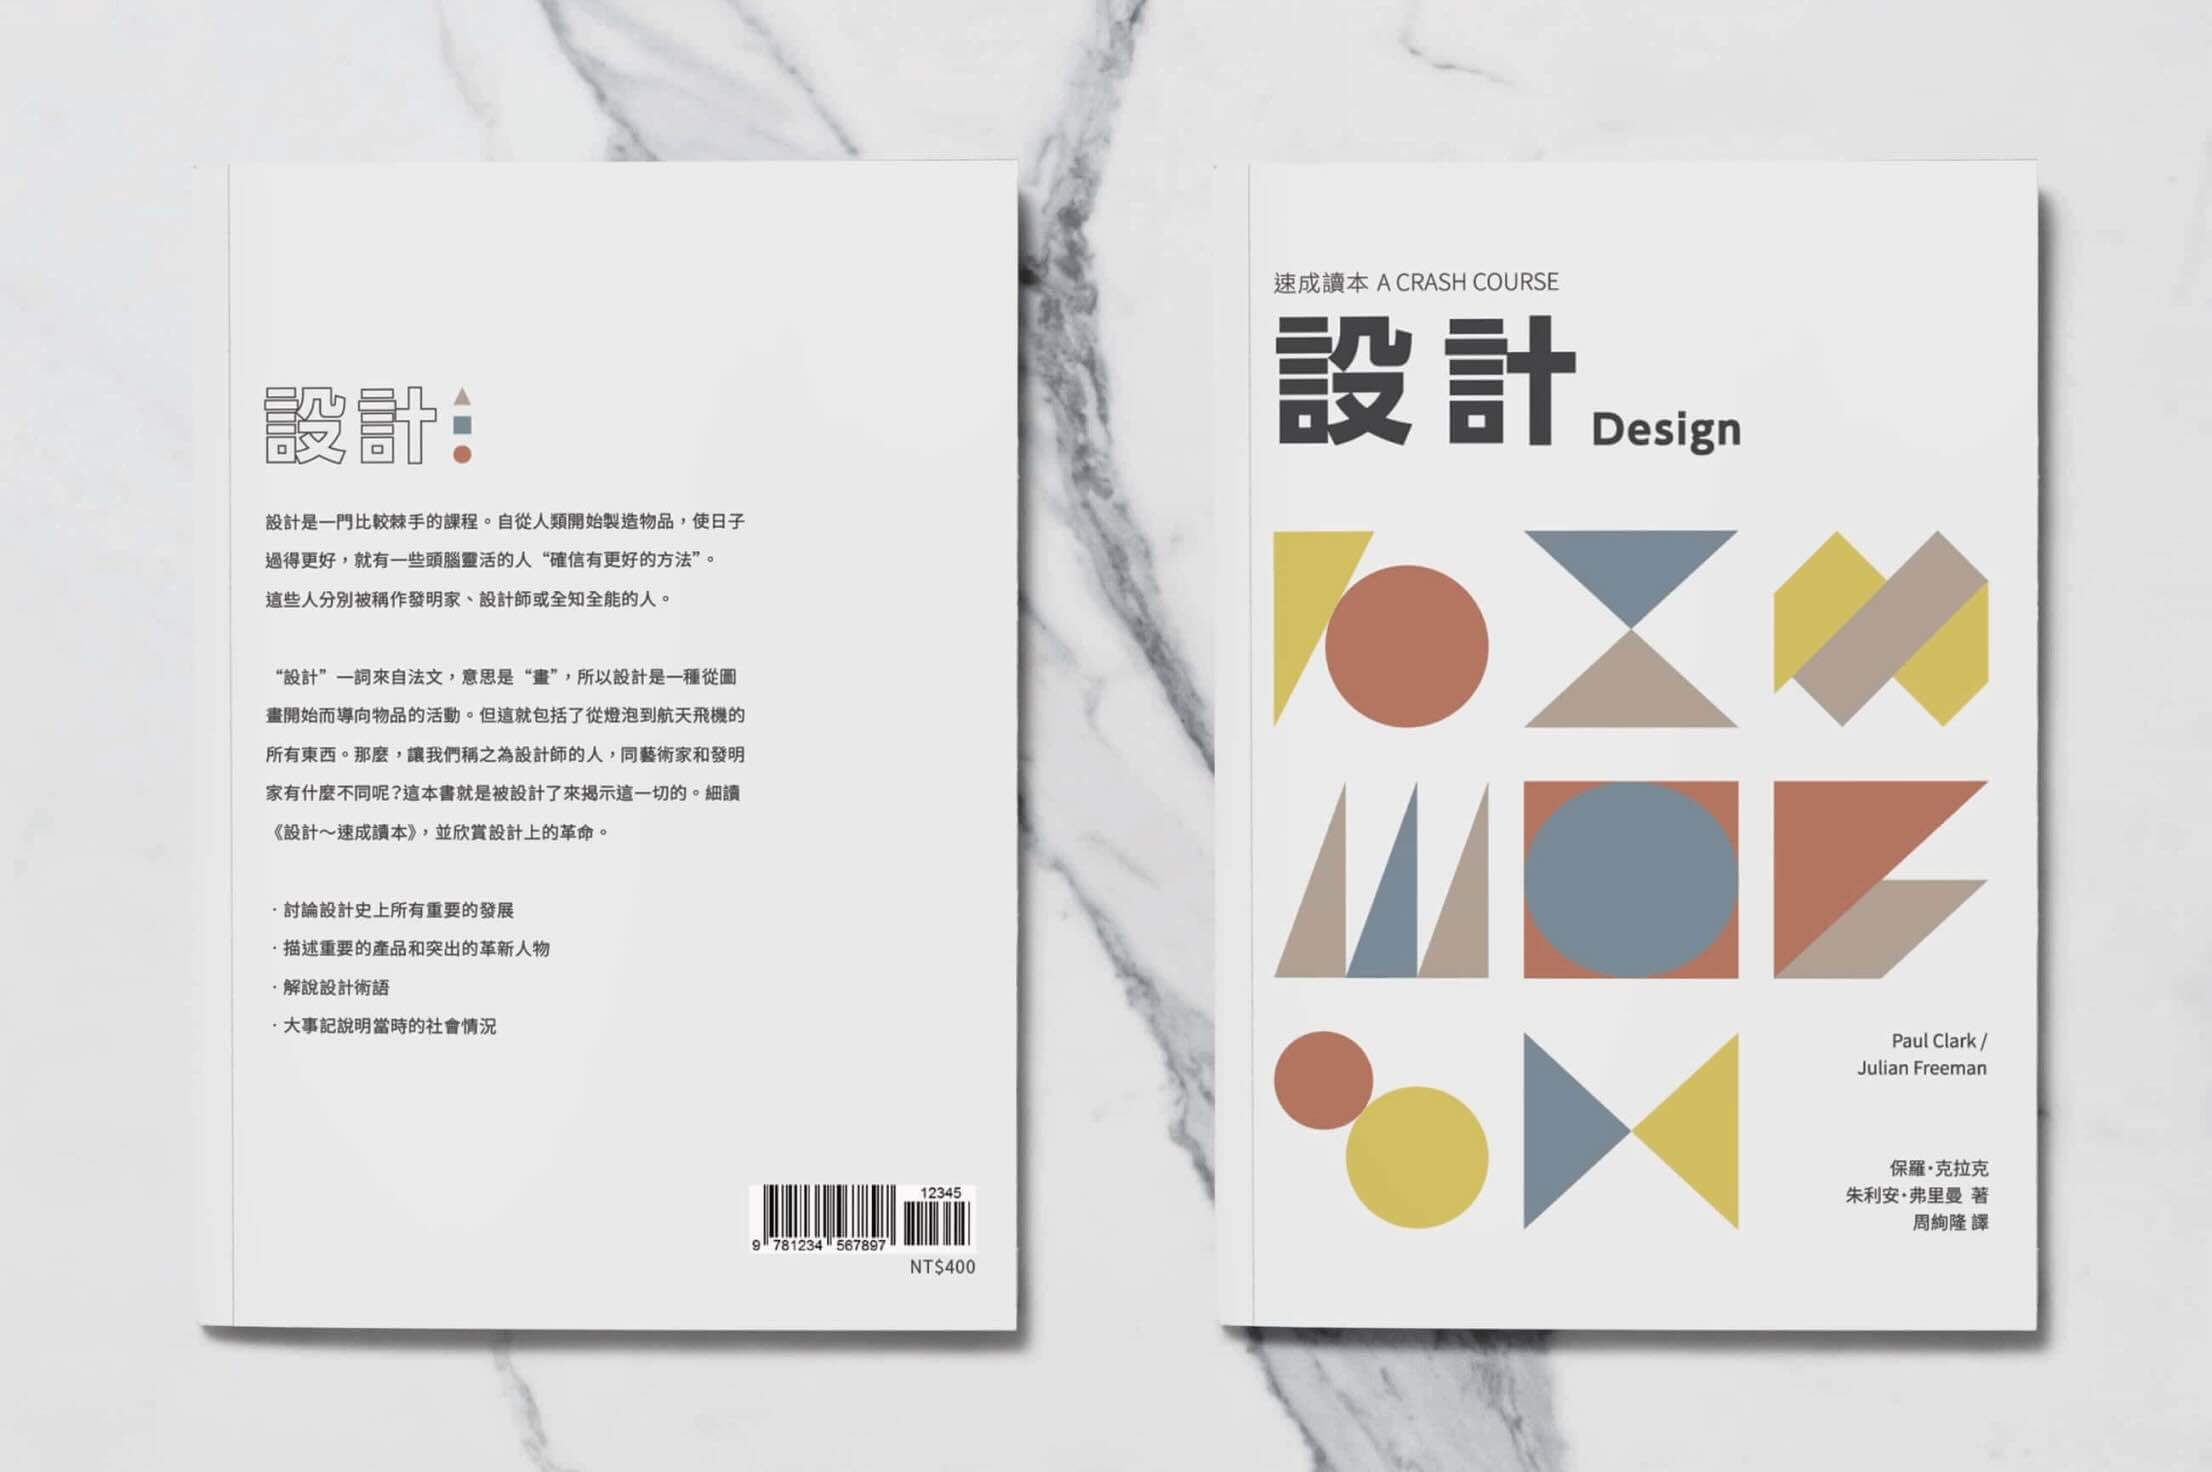 設計
設計是一門比較棘手的課程。自從人類開始製造物品，使日子
過得更好，就有一些頭腦靈活的人“確信有更好的方法”。
這些人分別被稱作發明家、設計師或全知全能的人。
“設計”一詞來自法文，意思是“畫”，所以設計是一種從圖
畫開始而導向物品的活動。但這就包括了從燈泡到航天飛機的
所有東西。那麼，讓我們稱之為設計師的人，同藝術家和發明
家有什麼不同呢？這本書就是被設計了來揭示這一切的。細讀
《設計～速成讀本》，並欣賞設計上的革命。
·討論設計史上所有重要的發展
·描述重要的產品和突出的革新人物
·解說設計術語
·大事記說明當時的社會情況
12345
9 781234 567897
NT$400
速成讀本 A CRASH COURSE
設計 Design
Paul Clark /
Julian Freeman
保羅·克拉克
朱利安·弗里曼 著
周絢隆 譯